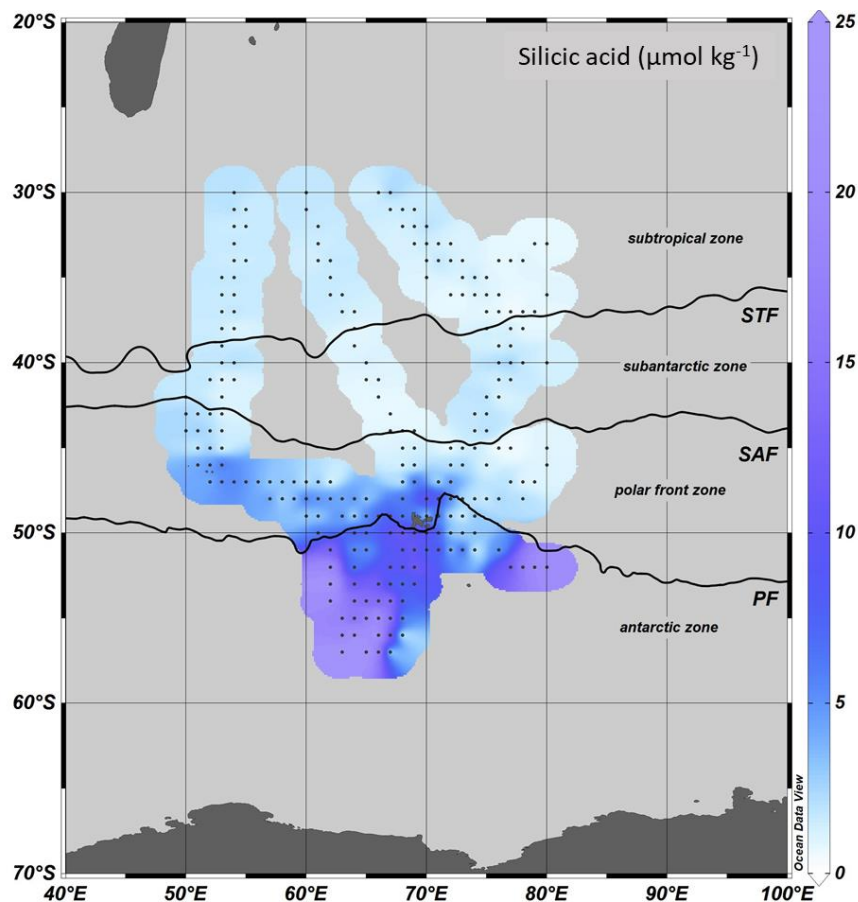 Silicic acid (µmol kg⁻¹)
20°S
30°S
40°S
50°S
60°S
70°S
40°E
50°E
60°E
70°E
80°E
90°E
100°E
subtropical zone
STF
subantarctic zone
SAF
polar front zone
PF
antarctic zone
Ocean Data View
25
20
15
10
5
0